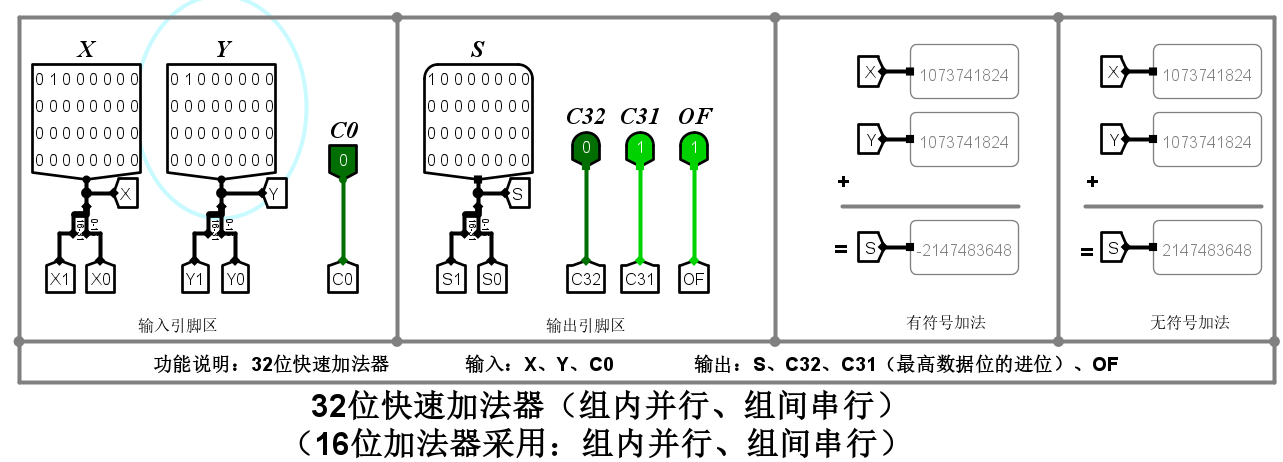 X Y C0 S C32 C31 OF
0 1 0 0 0 0 0 0 0 1 0 0 0 0 0 0 1 0 0 0 0 0 0 0
0 0 0 0 0 0 0 0 0 0 0 0 0 0 0 0 0 0 0 0 0 0 0 0
0 0 0 0 0 0 0 0 0 0 0 0 0 0 0 0 0 0 0 0 0 0 0 0
0 0 0 0 0 0 0 0 0 0 0 0 0 0 0 0 0 0 0 0 0 0 0 0
0 0 1 1
X Y S
X1 X0 Y1 Y0 C0 S1 S0 C32 C31 OF
X 1073741824 X 1073741824
Y 1073741824 Y 1073741824
+ +
= S -2147483648 = S 2147483648
输入引脚区 输出引脚区 有符号加法 无符号加法
功能说明：32位快速加法器 输入：X、Y、C0 输出：S、C32、C31（最高数据位的进位）、OF
32位快速加法器（组内并行、组间串行）
（16位加法器采用：组内并行、组间串行）